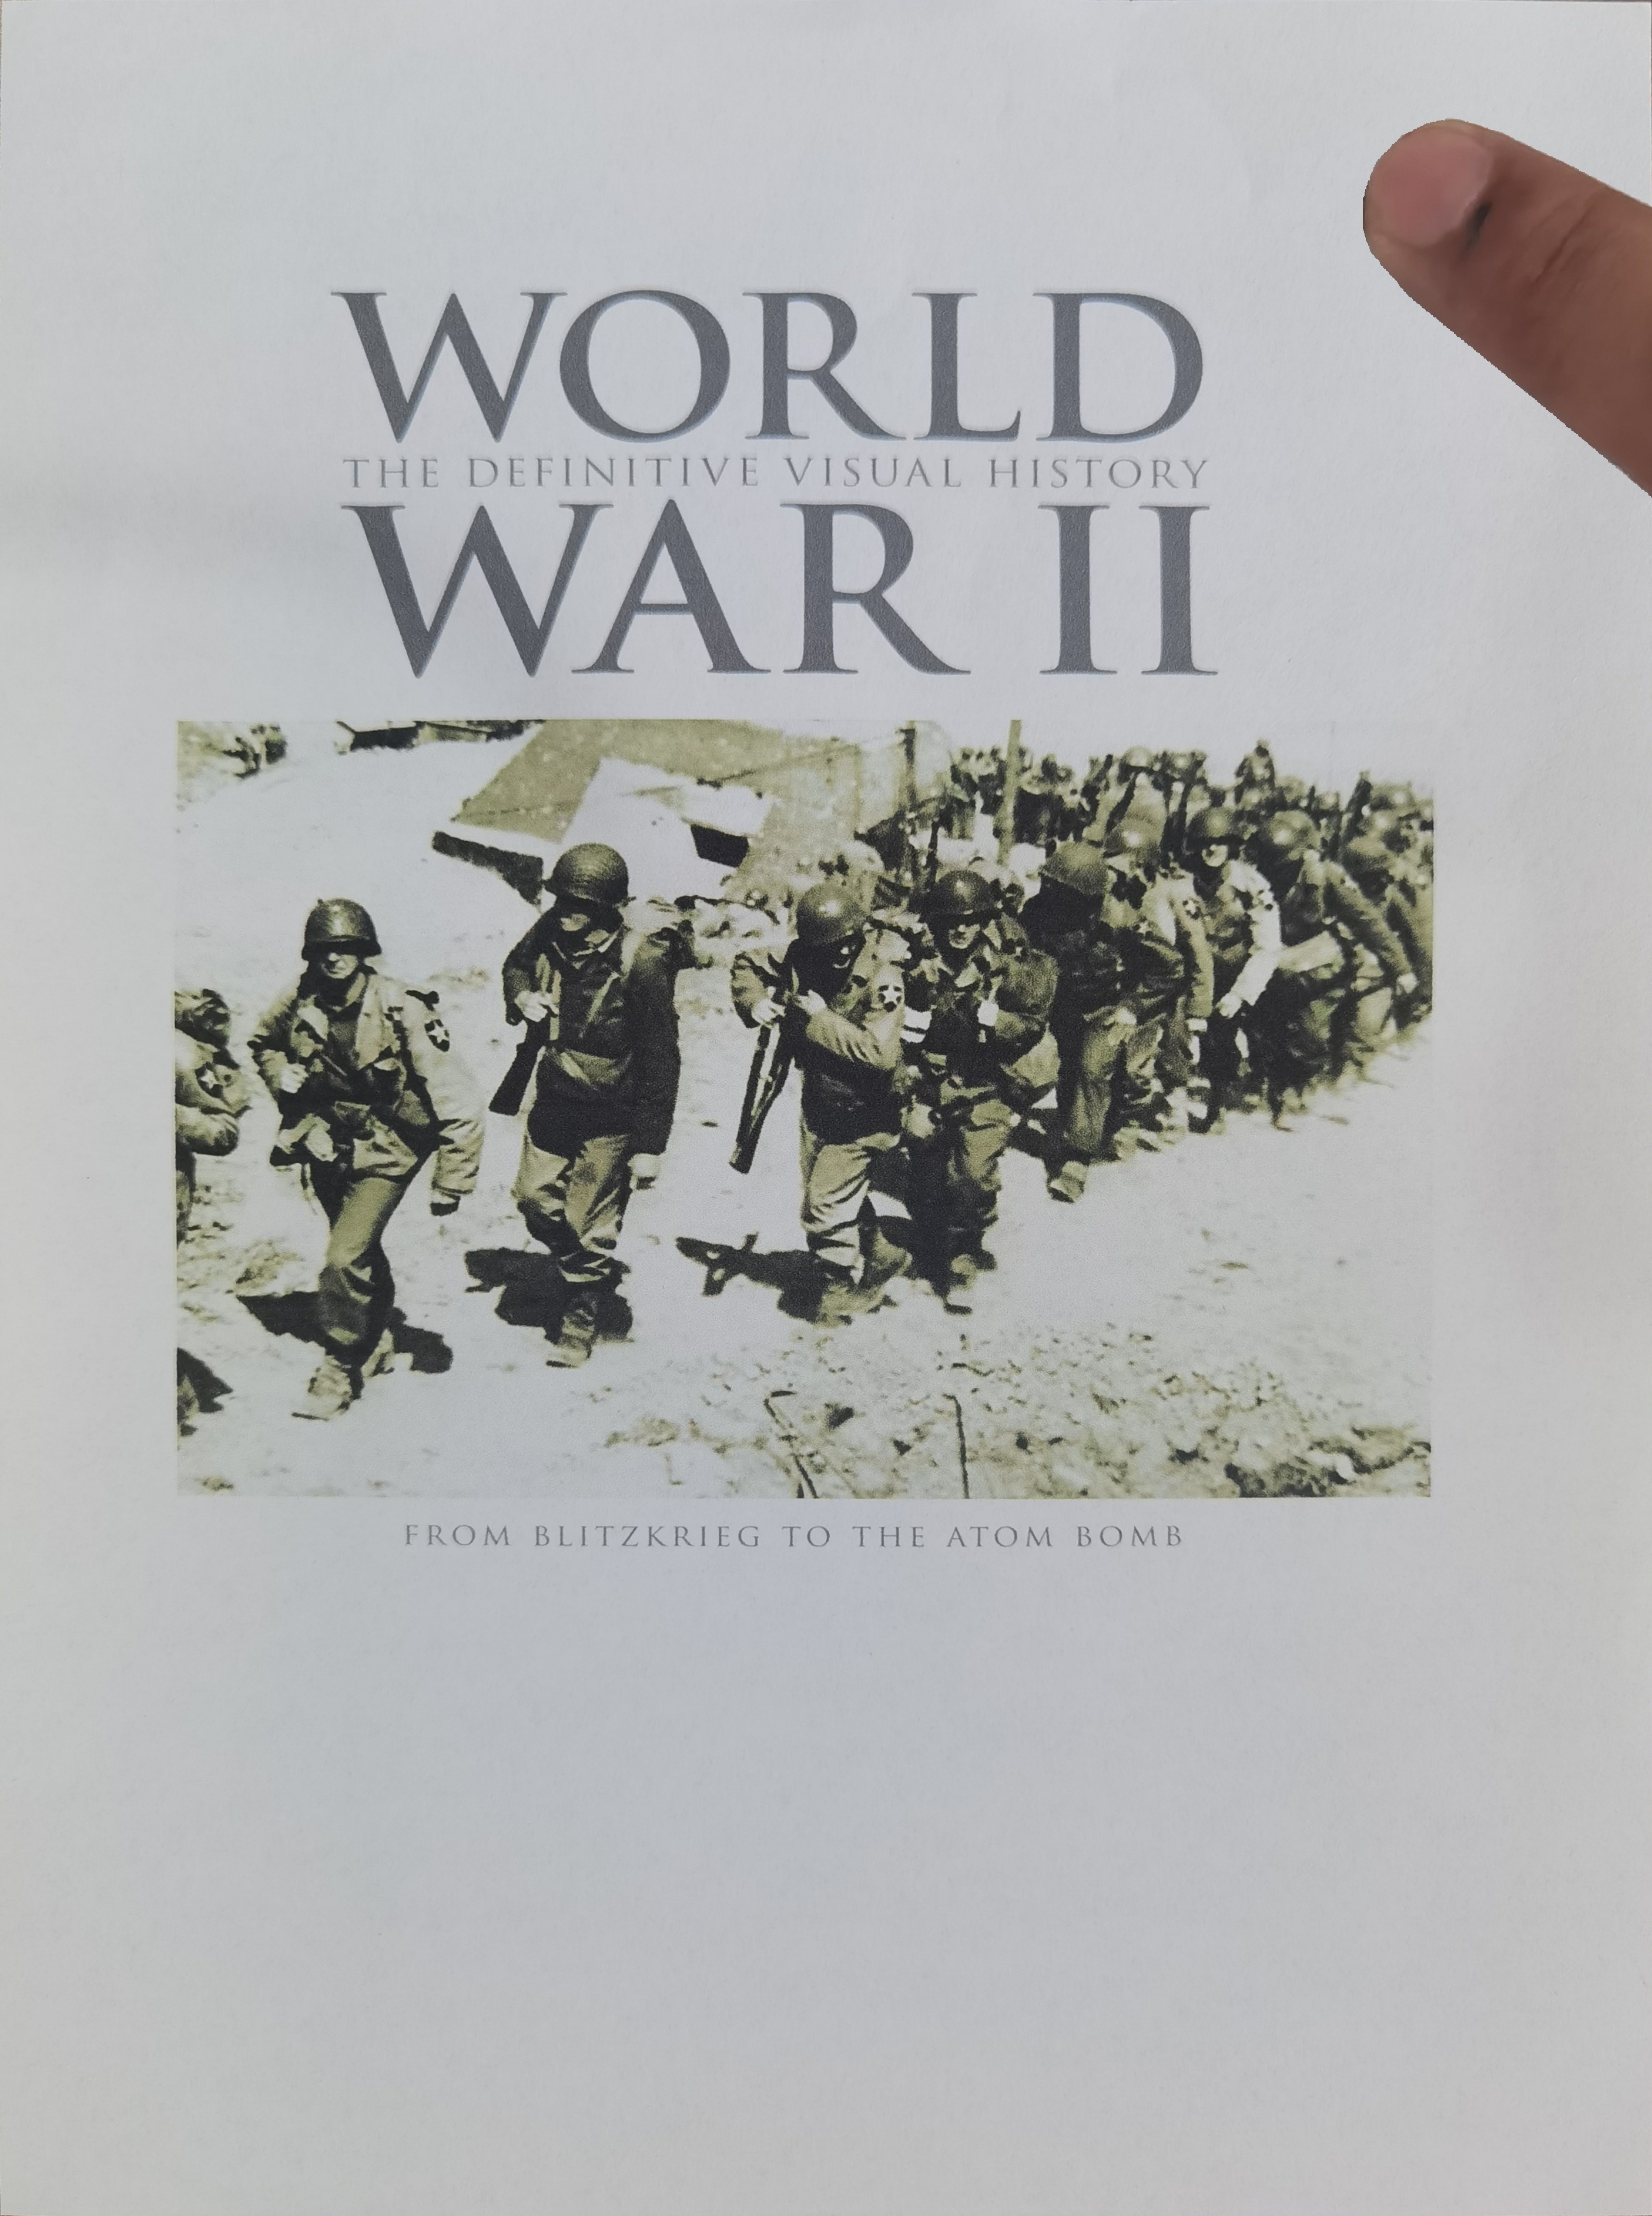 WORLD
THE DEFINITIVE VISUAL HISTORY
WAR II
FROM BLITZKRIEG TO THE ATOM BOMB